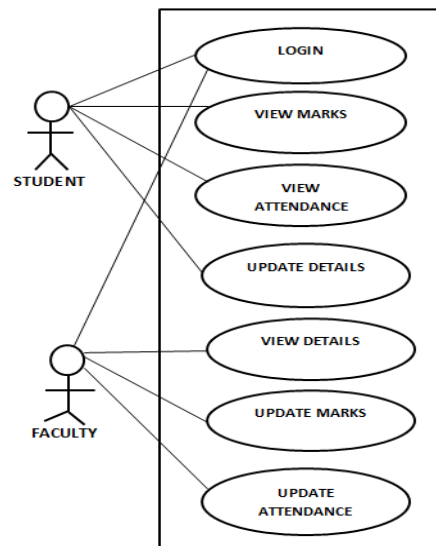 LOGIN
VIEW MARKS
STUDENT
VIEW
ATTENDANCE
UPDATE DETAILS
VIEW DETAILS
UPDATE MARKS
FACULTY
UPDATE
ATTENDANCE